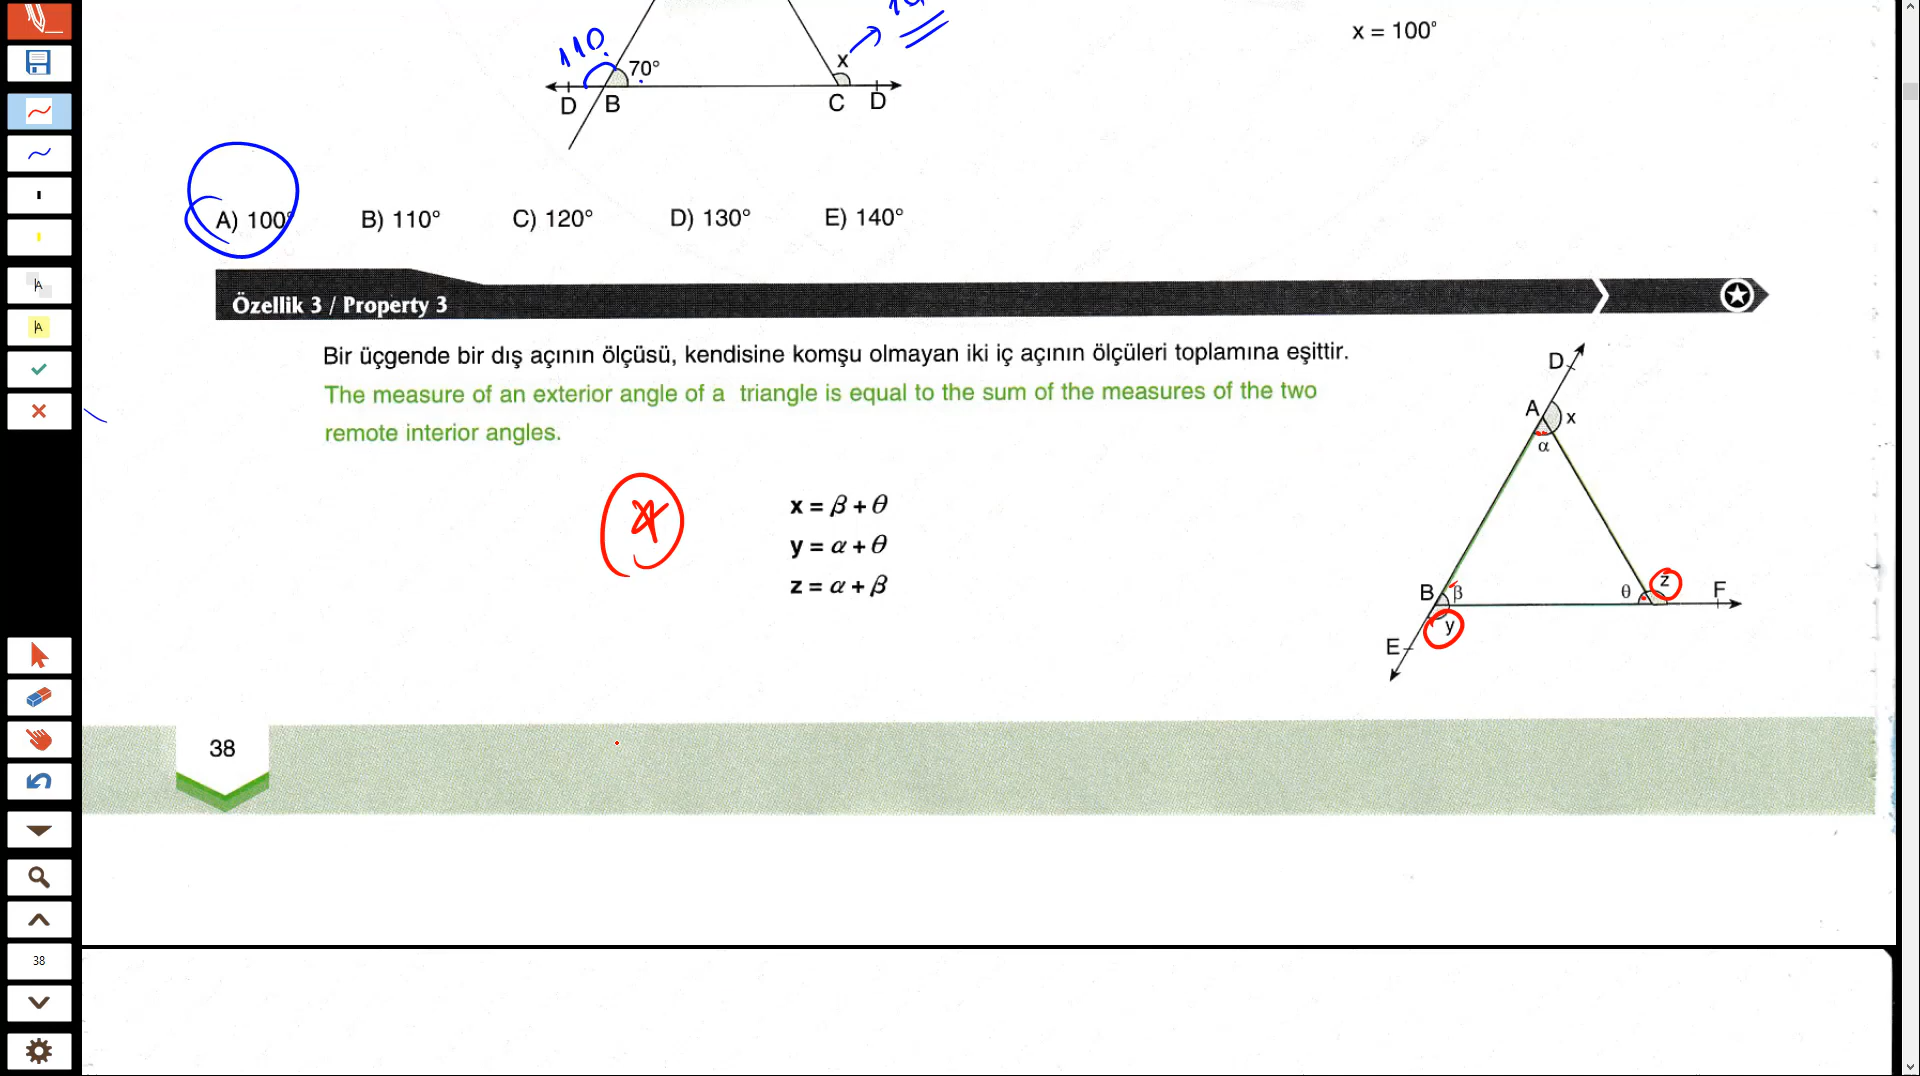 x = 100°
110
70°
x
D
B
C
D
A) 100°
B) 110°
C) 120°
D) 130°
E) 140°
Özellik 3 / Property 3
Bir üçgende bir dış açının ölçüsü, kendisine komşu olmayan iki iç açının ölçüleri toplamına eşittir.
The measure of an exterior angle of a triangle is equal to the sum of the measures of the two
remote interior angles.
D
A
x
α
x = β + θ
y = α + θ
z = α + β
B
β
θ
z
F
y
E
38
38